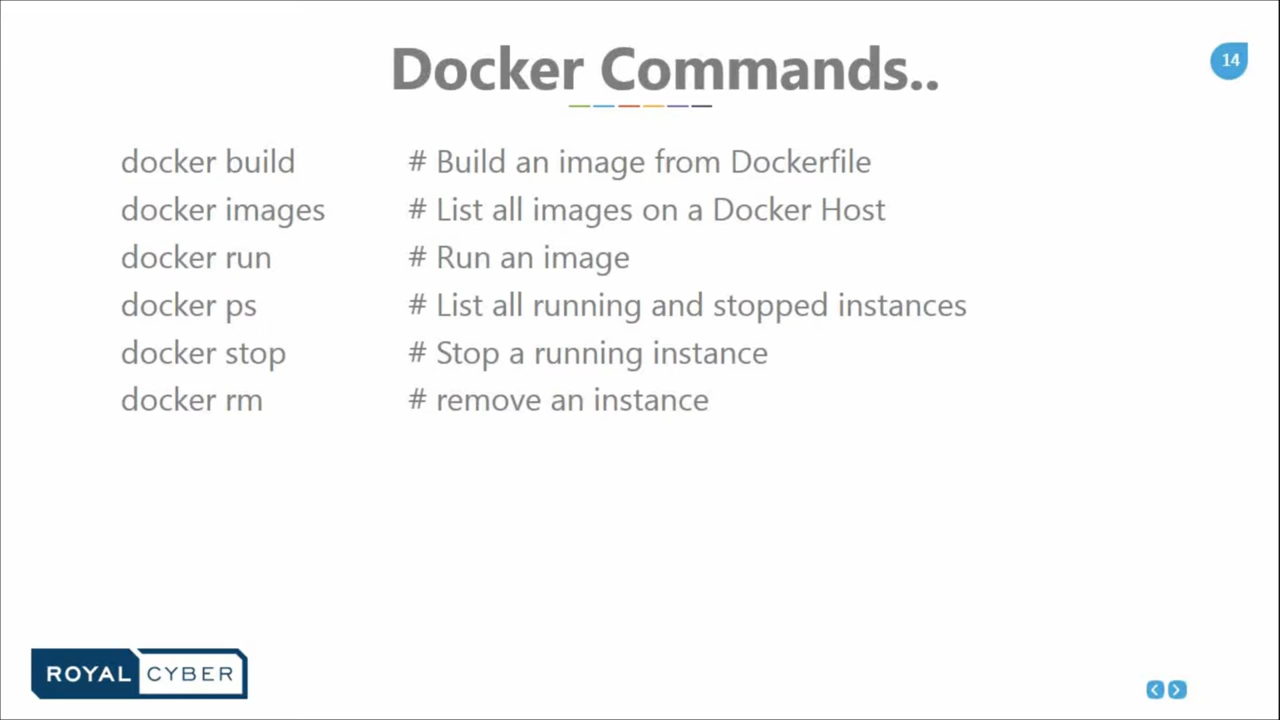 Docker Commands..
14
docker build # Build an image from Dockerfile
docker images # List all images on a Docker Host
docker run # Run an image
docker ps # List all running and stopped instances
docker stop # Stop a running instance
docker rm # remove an instance
ROYAL CYBER